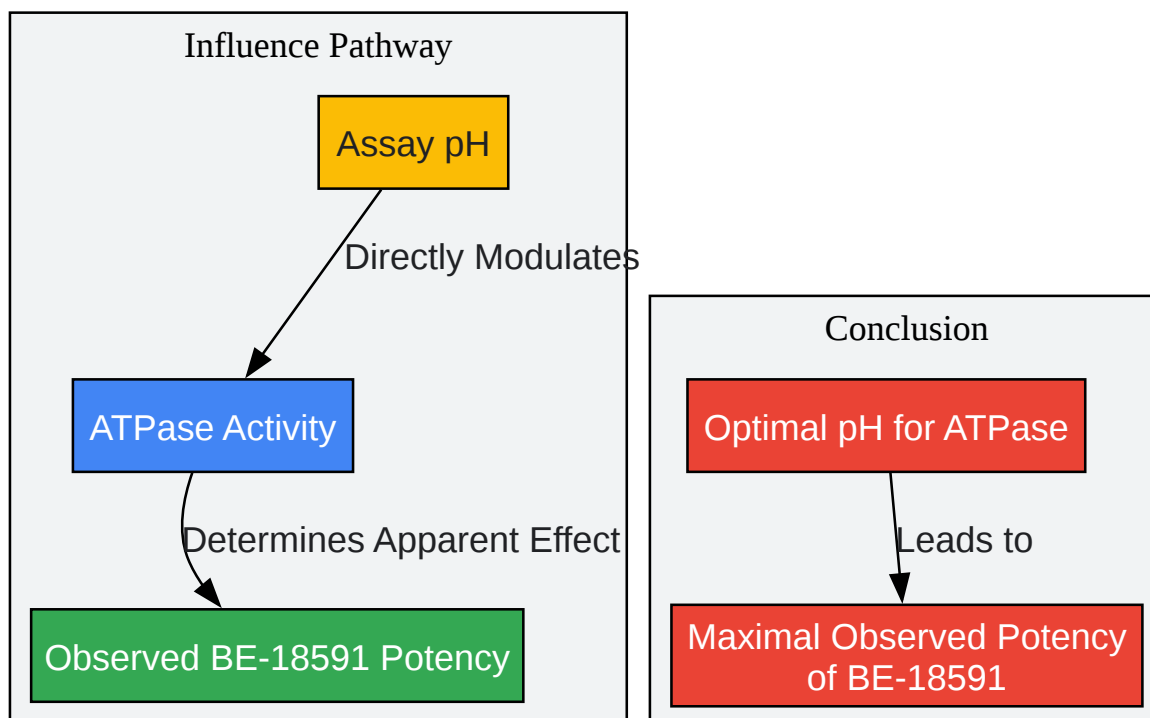 Influence Pathway
Assay pH
Directly Modulates
ATPase Activity
Determines Apparent Effect
Observed BE-18591 Potency
Conclusion
Optimal pH for ATPase
Leads to
Maximal Observed Potency
of BE-18591